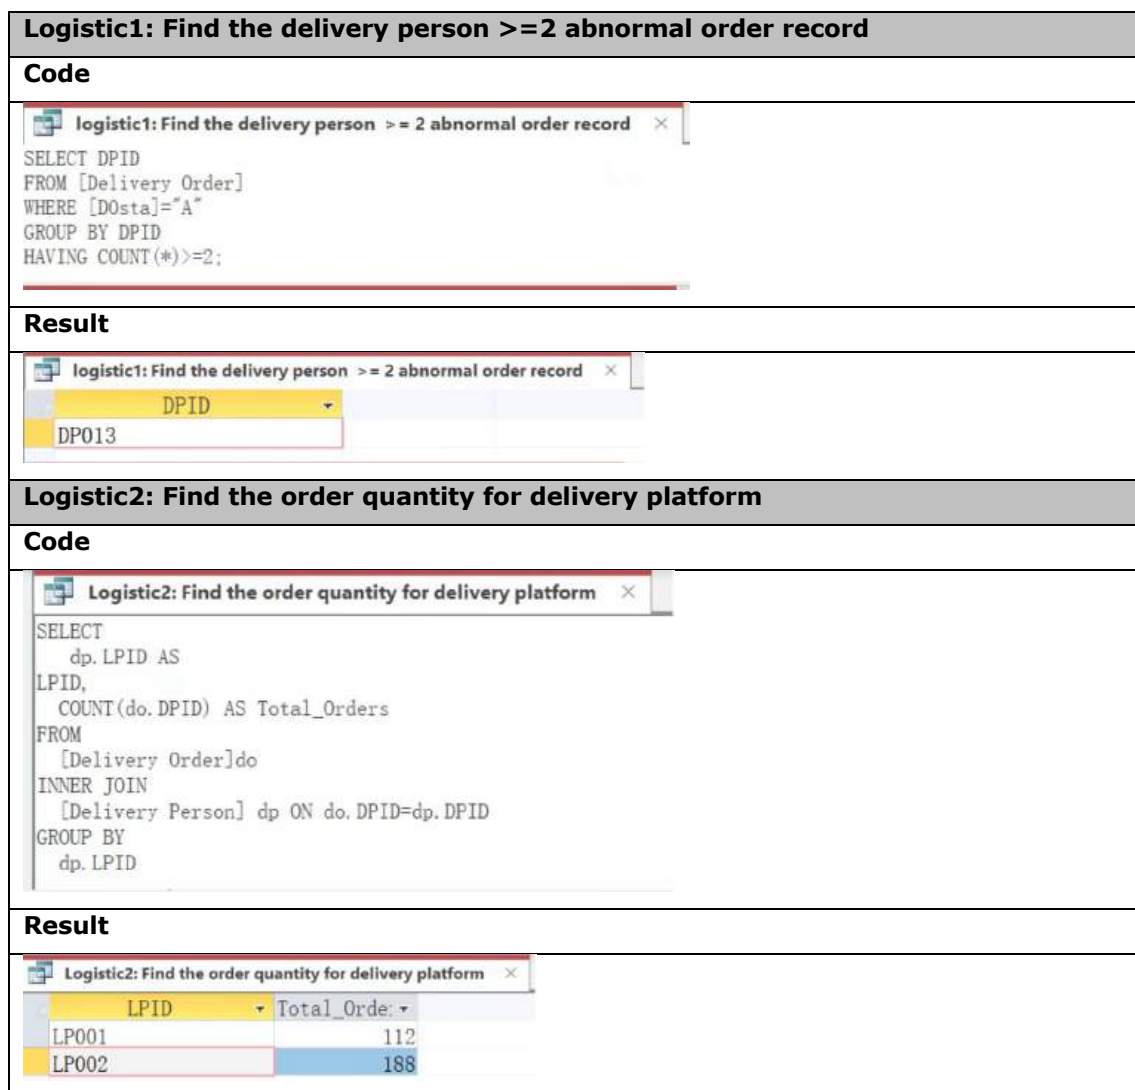 Logistic1: Find the delivery person >=2 abnormal order record
Code
logistic1: Find the delivery person >= 2 abnormal order record
SELECT DPID
FROM [Delivery Order]
WHERE [DOsta]="A"
GROUP BY DPID
HAVING COUNT(*)>=2;
Result
logistic1: Find the delivery person >= 2 abnormal order record
DPID
DP013
Logistic2: Find the order quantity for delivery platform
Code
Logistic2: Find the order quantity for delivery platform
SELECT
dp.LPID AS
LPID,
COUNT(do.DPID) AS Total_Orders
FROM
[Delivery Order]do
INNER JOIN
[Delivery Person] dp ON do.DPID=dp.DPID
GROUP BY
dp.LPID
Result
Logistic2: Find the order quantity for delivery platform
LPID Total_Orde:
LP001 112
LP002 188